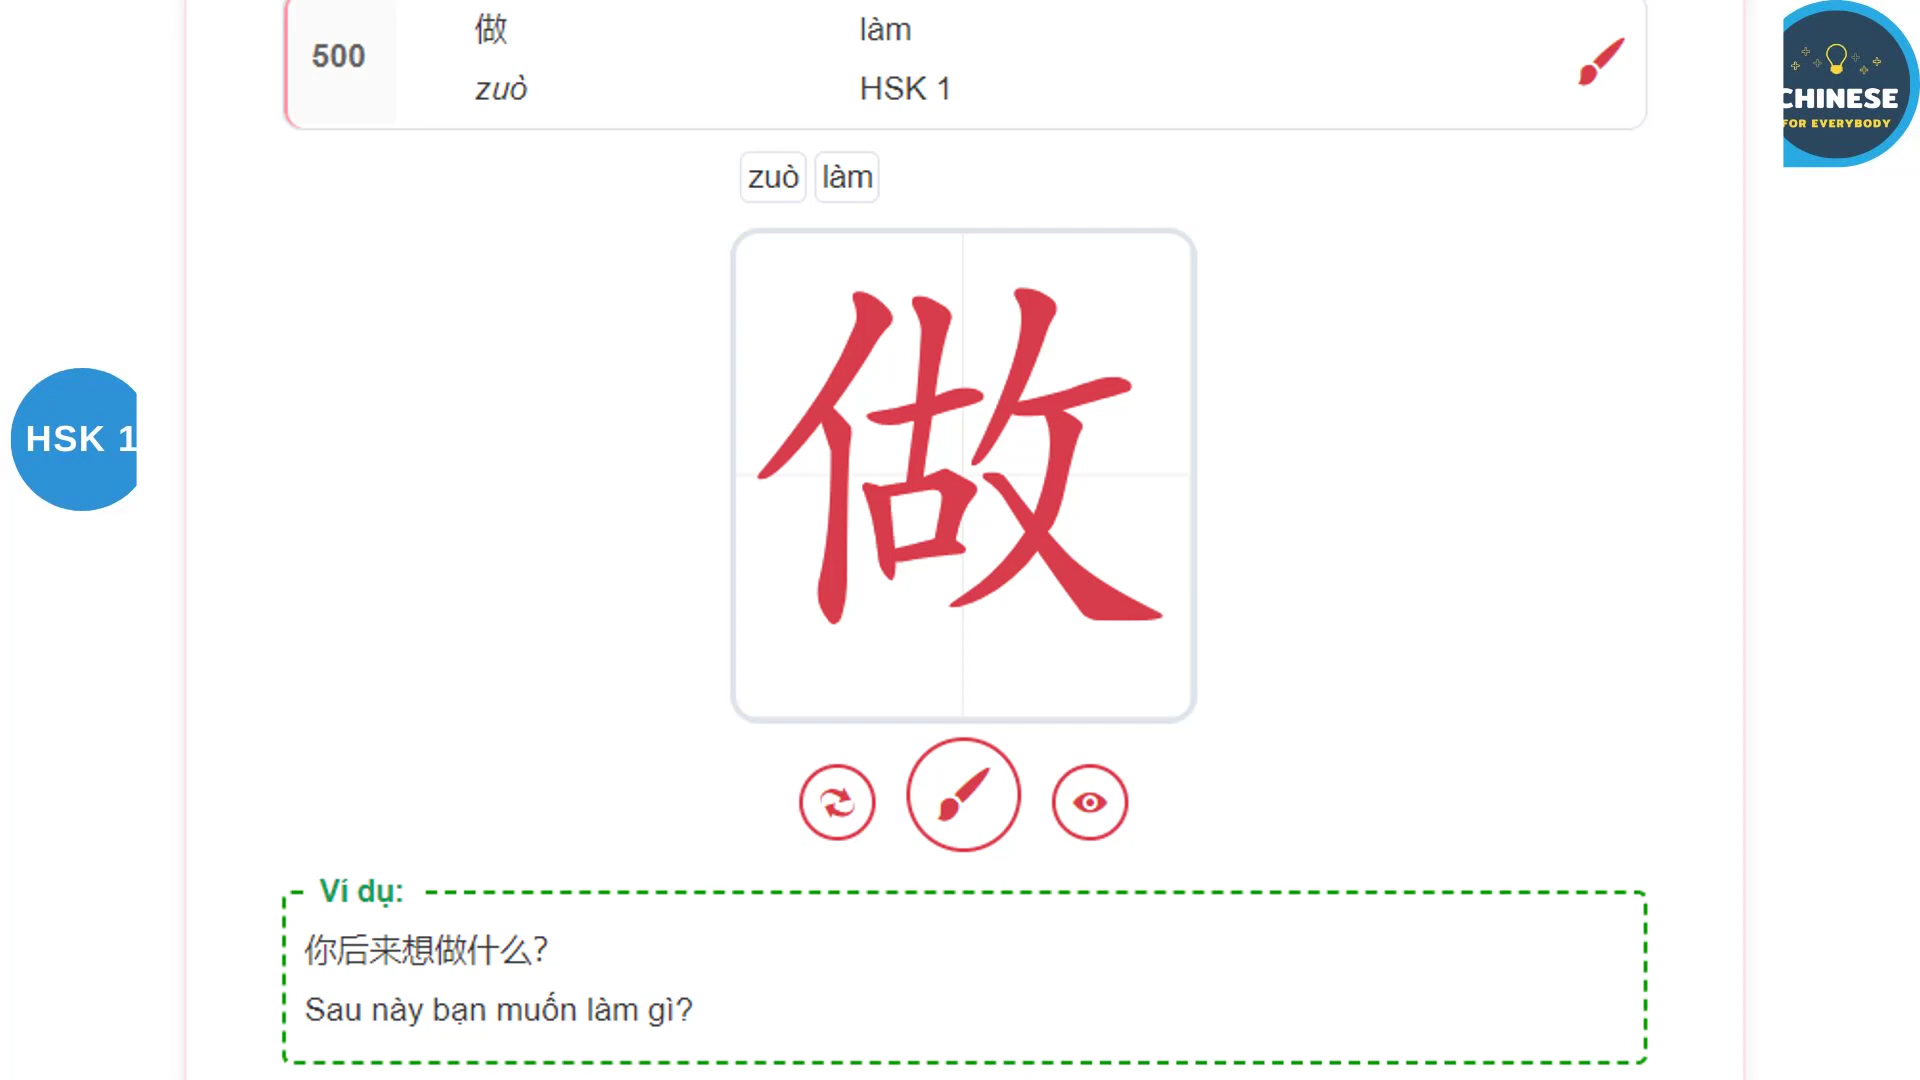 500
做
làm
zuò
HSK 1
CHINESE
FOR EVERYBODY
zuò làm
做
HSK 1
Ví dụ:
你后来想做什么?
Sau này bạn muốn làm gì?